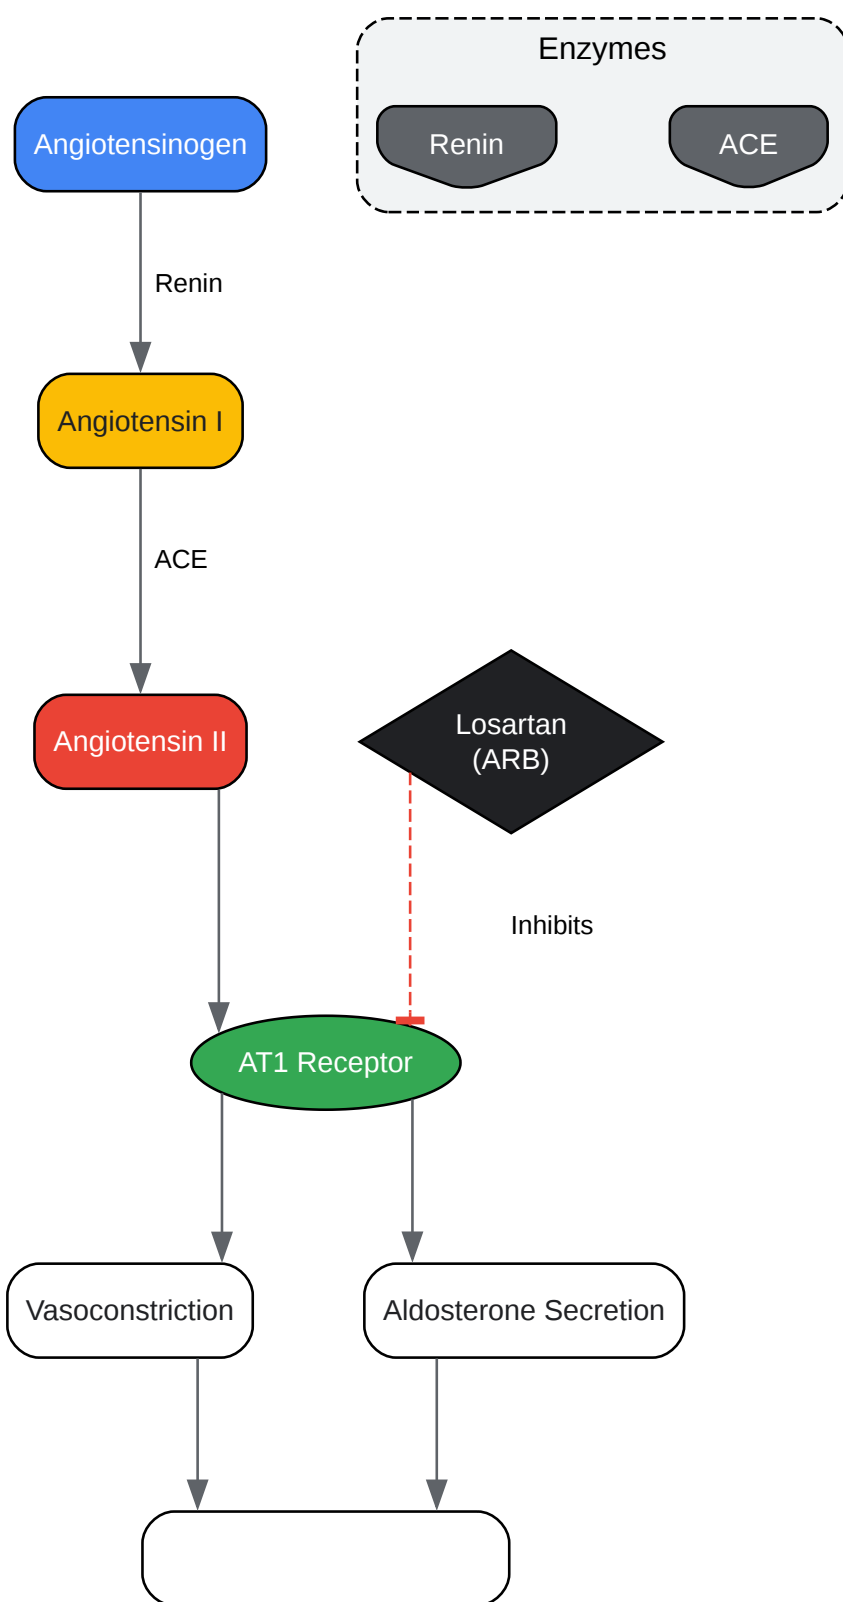 Enzymes
Angiotensinogen
Renin
ACE
Renin
Angiotensin I
ACE
Angiotensin II
Losartan
(ARB)
Inhibits
AT1 Receptor
Vasoconstriction
Aldosterone Secretion